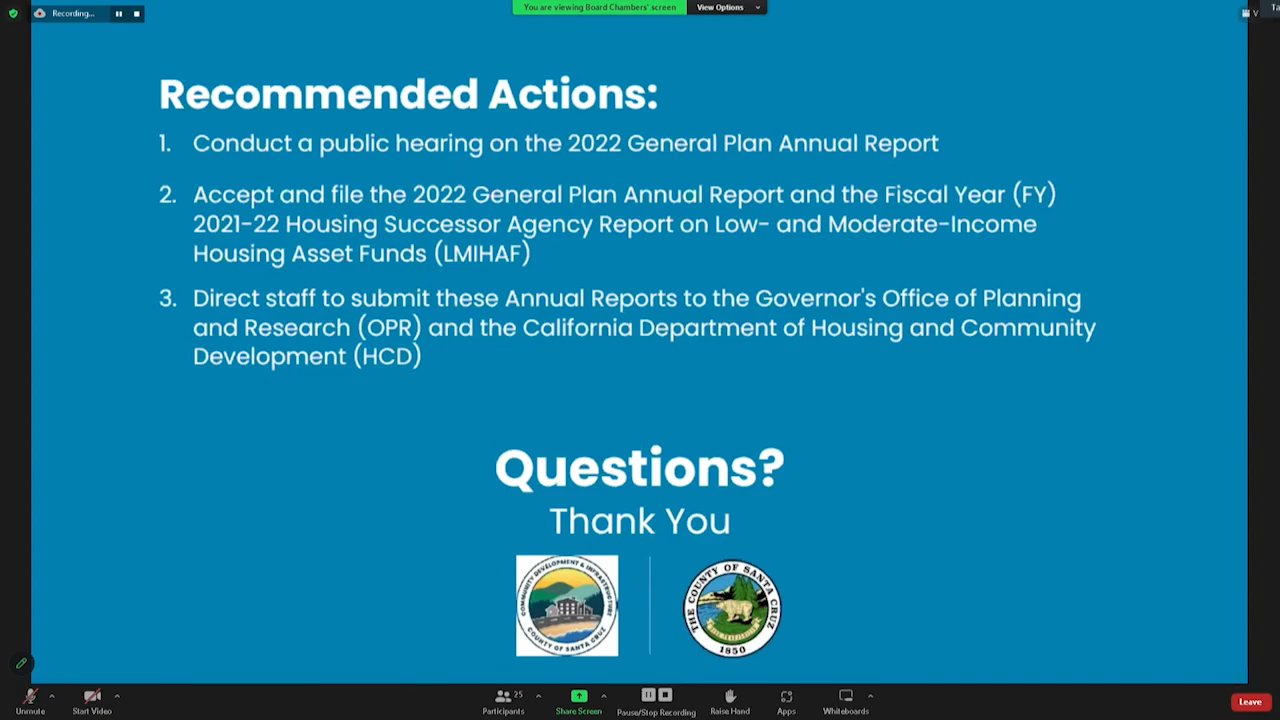 Recording...
You are viewing Board Chambers' screen
View Options
V
Ta
Recommended Actions:
1. Conduct a public hearing on the 2022 General Plan Annual Report
2. Accept and file the 2022 General Plan Annual Report and the Fiscal Year (FY)
2021-22 Housing Successor Agency Report on Low- and Moderate-Income
Housing Asset Funds (LMIHAF)
3. Direct staff to submit these Annual Reports to the Governor's Office of Planning
and Research (OPR) and the California Department of Housing and Community
Development (HCD)
Questions?
Thank You
COMMUNITY DEVELOPMENT & INFRASTRUCTURE
COUNTY OF SANTA CRUZ
THE COUNTY OF SANTA CRUZ
1850
Unmute
Start Video
25
Participants
Share Screen
Pause/Stop Recording
Raise Hand
Apps
Whiteboards
Leave